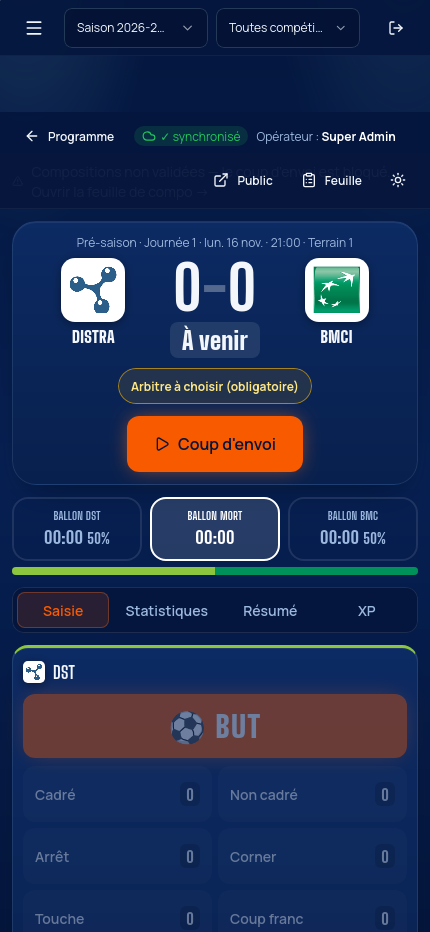 Saison 2026-2...
Toutes compéti...
Programme
✓ synchronisé
Opérateur : Super Admin
Compositions non validées
Ouvrir la feuille de compo →
Public
Feuille
Pré-saison · Journée 1 · lun. 16 nov. · 21:00 · Terrain 1
0–0
DISTRA
À venir
BMCI
Arbitre à choisir (obligatoire)
Coup d'envoi
BALLON DST
00:00 50%
BALLON MORT
00:00
BALLON BMC
00:00 50%
Saisie
Statistiques
Résumé
XP
DST
BUT
Cadré 0
Non cadré 0
Arrêt 0
Corner 0
Touche 0
Coup franc 0